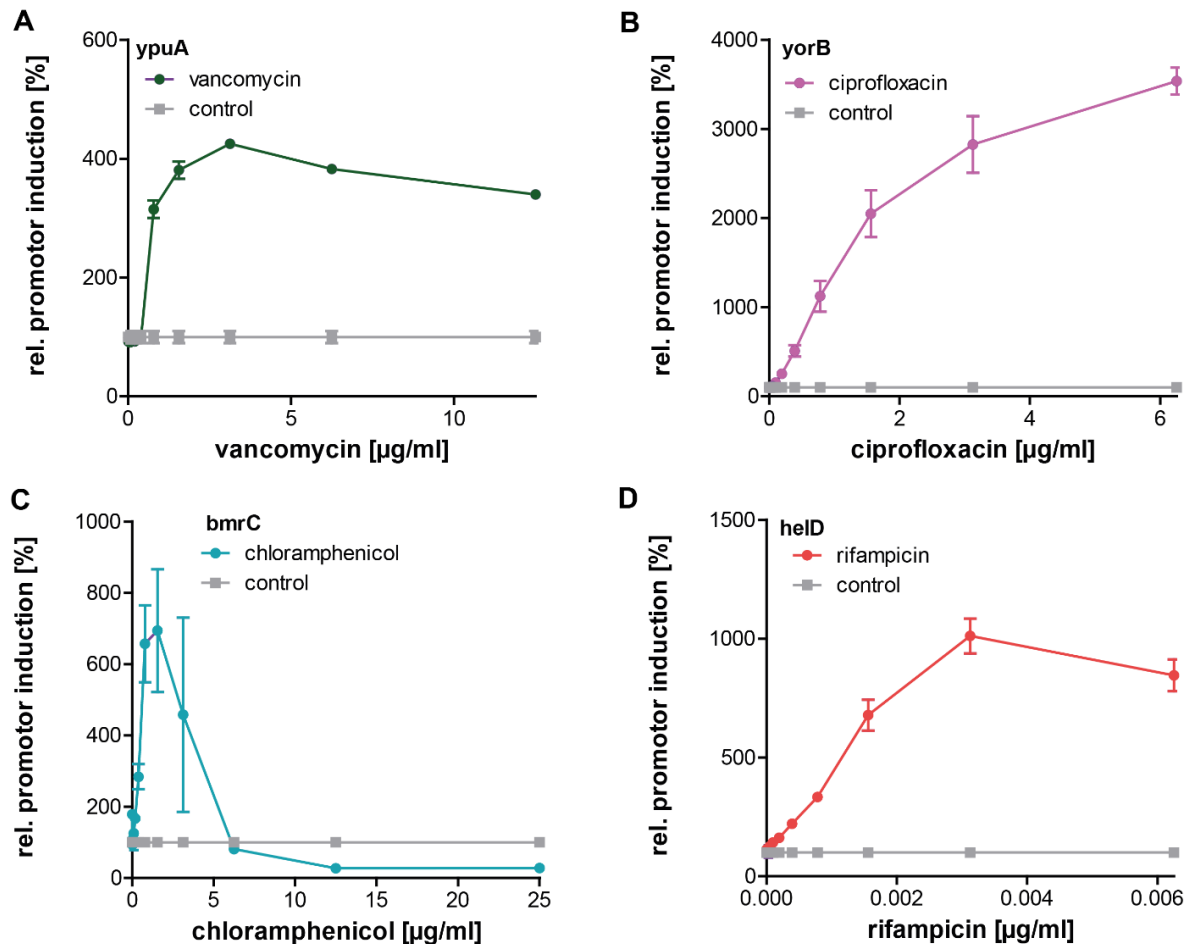 A
ypuA
vancomycin
control
rel. promotor induction [%]
600
400
200
0
0 5 10
vancomycin [µg/ml]
B
yorB
ciprofloxacin
control
rel. promotor induction [%]
4000
3000
2000
1000
0
0 2 4 6
ciprofloxacin [µg/ml]
C
bmrC
chloramphenicol
control
rel. promotor induction [%]
1000
800
600
400
200
0
0 5 10 15 20 25
chloramphenicol [µg/ml]
D
helD
rifampicin
control
rel. promotor induction [%]
1500
1000
500
0
0.000 0.002 0.004 0.006
rifampicin [µg/ml]